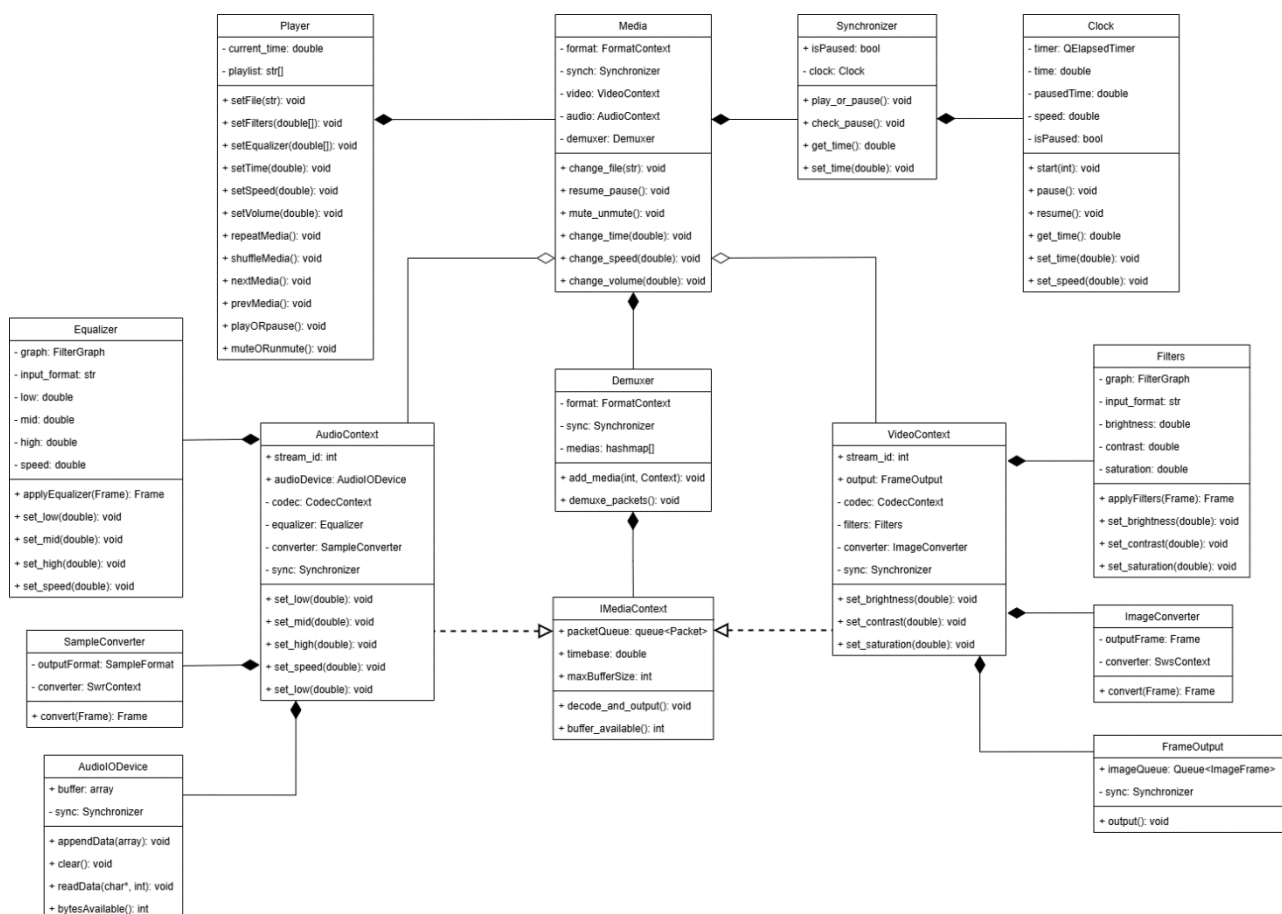 Player
- current_time: double
- playlist: str[]
+ setFile(str): void
+ setFilters(double[]): void
+ setEqualizer(double[]): void
+ setTime(double): void
+ setSpeed(double): void
+ setVolume(double): void
+ repeatMedia(): void
+ shuffleMedia(): void
+ nextMedia(): void
+ prevMedia(): void
+ playORpause(): void
+ muteORunmute(): void
Media
- format: FormatContext
- synch: Synchronizer
- video: VideoContext
- audio: AudioContext
- demuxer: Demuxer
+ change_file(str): void
+ resume_pause(): void
+ mute_unmute(): void
+ change_time(double): void
+ change_speed(double): void
+ change_volume(double): void
Synchronizer
+ isPaused: bool
- clock: Clock
+ play_or_pause(): void
+ check_pause(): void
+ get_time(): double
+ set_time(double): void
Clock
- timer: QElapsedTimer
- time: double
- pausedTime: double
- speed: double
- isPaused: bool
+ start(int): void
+ pause(): void
+ resume(): void
+ get_time(): double
+ set_time(double): void
+ set_speed(double): void
Equalizer
- graph: FilterGraph
- input_format: str
- low: double
- mid: double
- high: double
- speed: double
+ applyEqualizer(Frame): Frame
+ set_low(double): void
+ set_mid(double): void
+ set_high(double): void
+ set_speed(double): void
AudioContext
+ stream_id: int
+ audioDevice: AudioIODevice
- codec: CodecContext
- equalizer: Equalizer
- converter: SampleConverter
- sync: Synchronizer
+ set_low(double): void
+ set_mid(double): void
+ set_high(double): void
+ set_speed(double): void
+ set_low(double): void
Demuxer
- format: FormatContext
- sync: Synchronizer
- medias: hashmap[]
+ add_media(int, Context): void
+ demuxe_packets(): void
VideoContext
+ stream_id: int
+ output: FrameOutput
- codec: CodecContext
- filters: Filters
- converter: ImageConverter
- sync: Synchronizer
+ set_brightness(double): void
+ set_contrast(double): void
+ set_saturation(double): void
Filters
- graph: FilterGraph
- input_format: str
- brightness: double
- contrast: double
- saturation: double
+ applyFilters(Frame): Frame
+ set_brightness(double): void
+ set_contrast(double): void
+ set_saturation(double): void
SampleConverter
- outputFormat: SampleFormat
- converter: SwrContext
+ convert(Frame): Frame
IMediaContext
+ packetQueue: queue<Packet>
+ timebase: double
+ maxBufferSize: int
+ decode_and_output(): void
+ buffer_available(): int
ImageConverter
- outputFrame: Frame
- converter: SwsContext
+ convert(Frame): Frame
AudioIODevice
+ buffer: array
- sync: Synchronizer
+ appendData(array): void
+ clear(): void
+ readData(char*, int): void
+ bytesAvailable(): int
FrameOutput
+ imageQueue: Queue<ImageFrame>
- sync: Synchronizer
+ output(): void